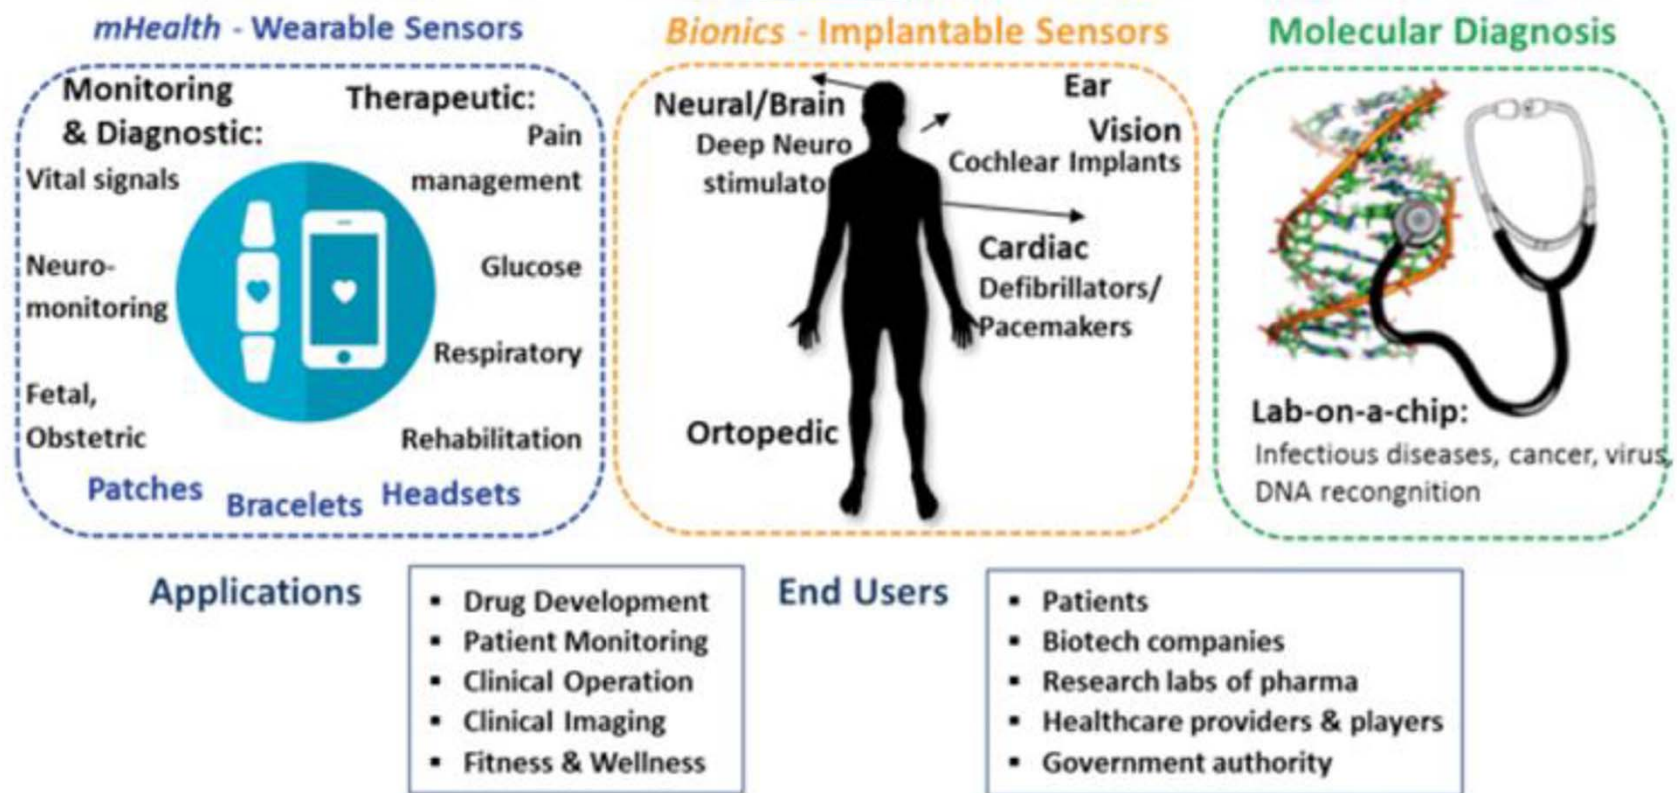 mHealth - Wearable Sensors
Monitoring
& Diagnostic:
Vital signals
Neuro-
monitoring
Fetal,
Obstetric
Therapeutic:
Pain
management
Glucose
Respiratory
Rehabilitation
Patches
Bracelets
Headsets
Bionics - Implantable Sensors
Neural/Brain
Deep Neuro
stimulato
Ear
Vision
Cochlear Implants
Cardiac
Defibrillators/
Pacemakers
Ortopedic
Molecular Diagnosis
Lab-on-a-chip:
Infectious diseases, cancer, virus,
DNA recongnition
Applications
▪ Drug Development
▪ Patient Monitoring
▪ Clinical Operation
▪ Clinical Imaging
▪ Fitness & Wellness
End Users
▪ Patients
▪ Biotech companies
▪ Research labs of pharma
▪ Healthcare providers & players
▪ Government authority